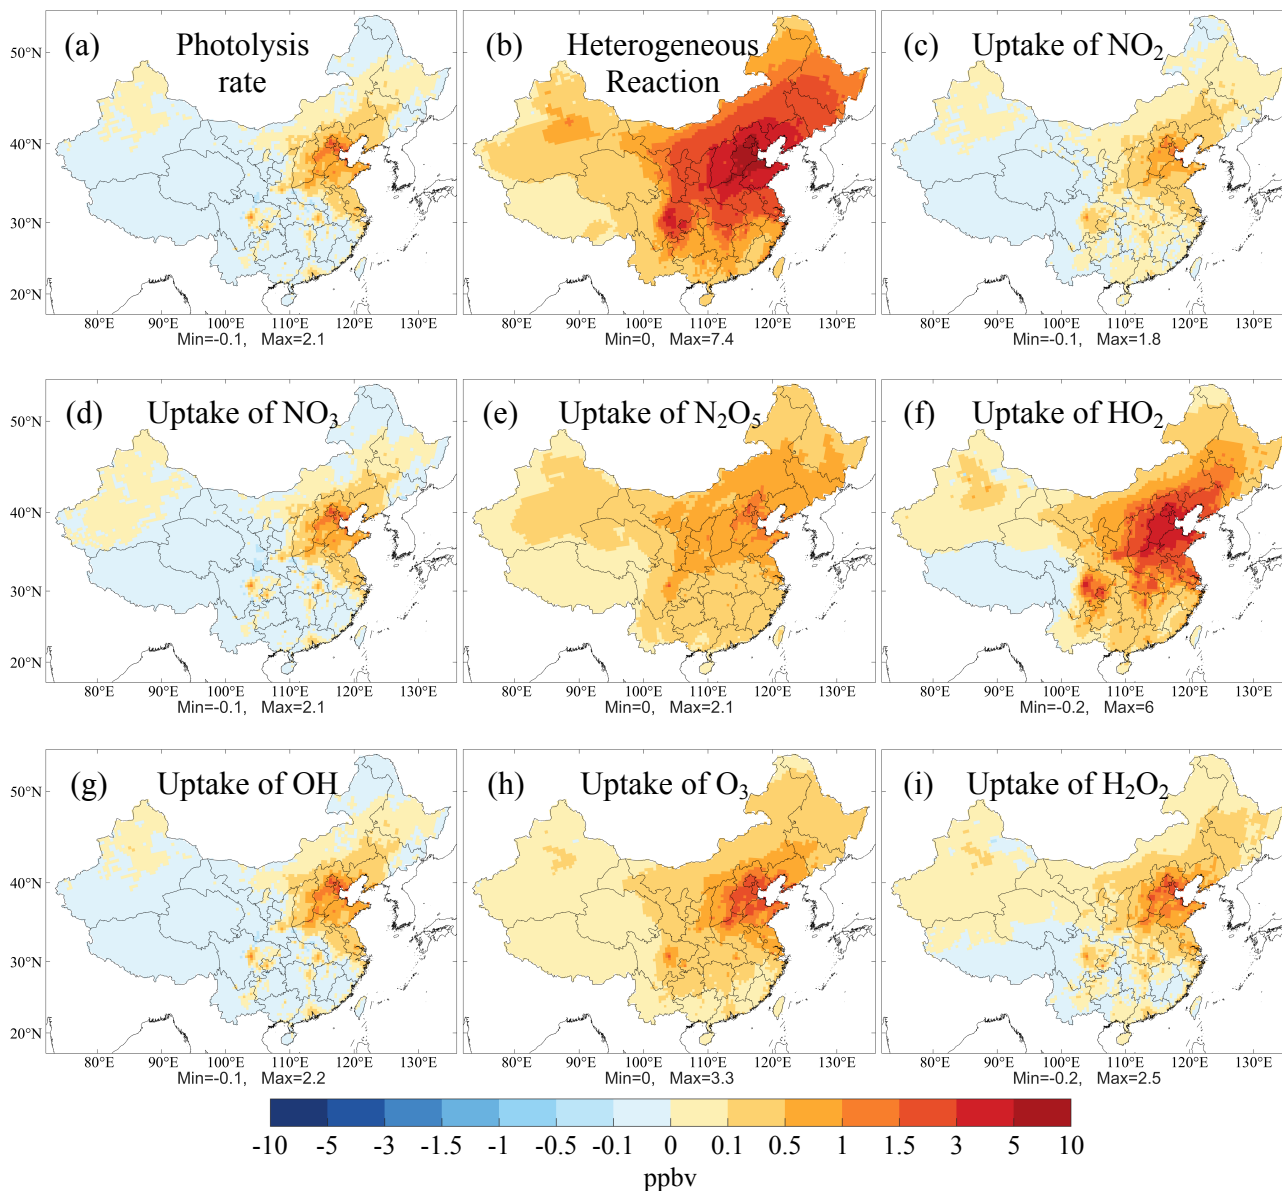 (a) Photolysis
rate
(b) Heterogeneous
Reaction
(c) Uptake of NO₂
50°N
40°N
30°N
20°N
80°E 90°E 100°E 110°E 120°E 130°E
80°E 90°E 100°E 110°E 120°E 130°E
80°E 90°E 100°E 110°E 120°E 130°E
Min=-0.1, Max=2.1
Min=0, Max=7.4
Min=-0.1, Max=1.8
(d) Uptake of NO₃
(e) Uptake of N₂O₅
(f) Uptake of HO₂
50°N
40°N
30°N
20°N
80°E 90°E 100°E 110°E 120°E 130°E
80°E 90°E 100°E 110°E 120°E 130°E
80°E 90°E 100°E 110°E 120°E 130°E
Min=-0.1, Max=2.1
Min=0, Max=2.1
Min=-0.2, Max=6
(g) Uptake of OH
(h) Uptake of O₃
(i) Uptake of H₂O₂
50°N
40°N
30°N
20°N
80°E 90°E 100°E 110°E 120°E 130°E
80°E 90°E 100°E 110°E 120°E 130°E
80°E 90°E 100°E 110°E 120°E 130°E
Min=-0.1, Max=2.2
Min=0, Max=3.3
Min=-0.2, Max=2.5
-10 -5 -3 -1.5 -1 -0.5 -0.1 0 0.1 0.5 1 1.5 3 5 10
ppbv